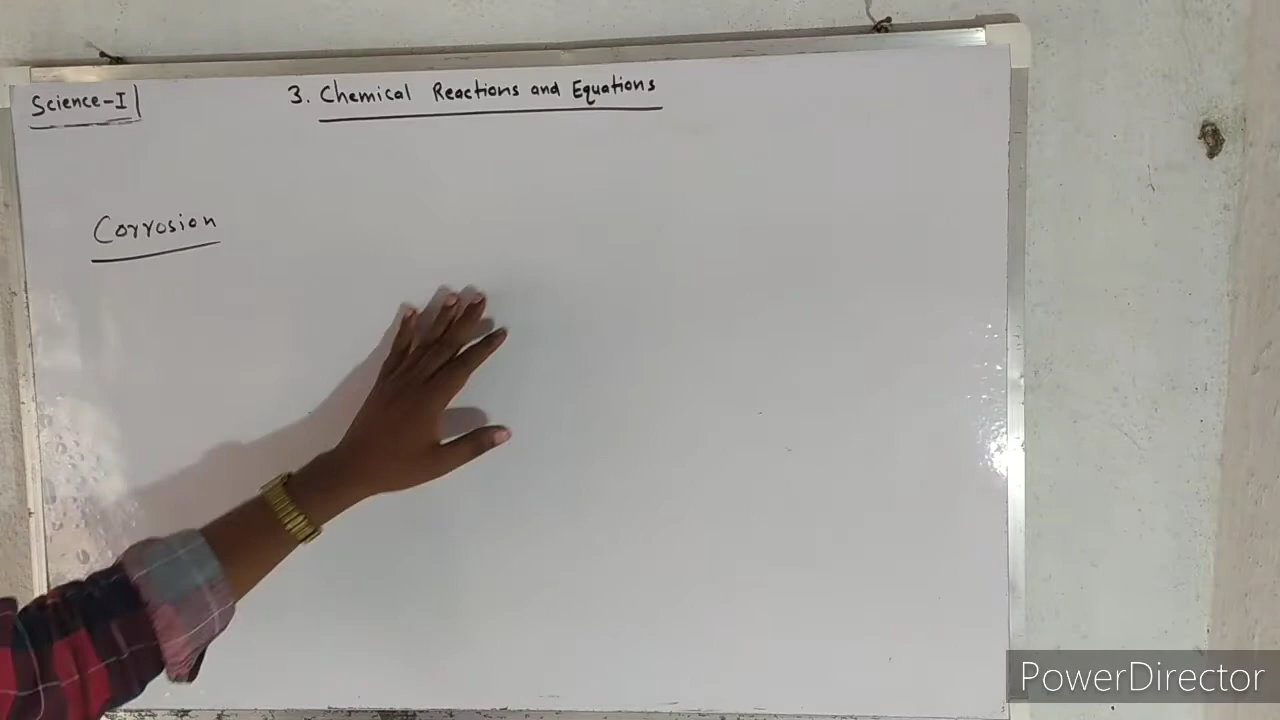 Science-I
3. Chemical Reactions and Equations
Corrosion
PowerDirector